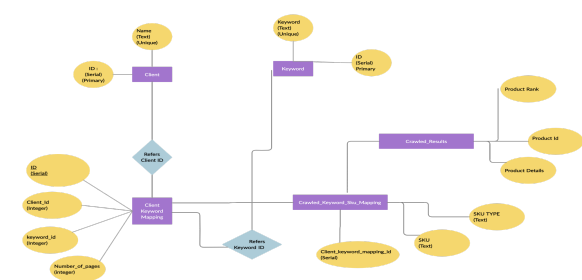 Name
(Text)
(Unique)
ID -
(Serial)
(Primary)
Client
Keyword
(Text)
(Unique)
ID
(Serial)
Primary
Keyword
Refers
Client ID
Product Rank
Crawled_Results
Product Id
Product Details
ID
(Serial)
Client_id
(Integer)
keyword_id
(Integer)
Number_of_pages
(Integer)
Client
Keyword
Mapping
Refers
Keyword ID
Crawled_Keyword_Sku_Mapping
Client_keyword_mapping_id
(Serial)
SKU TYPE
(Text)
SKU
(Text)